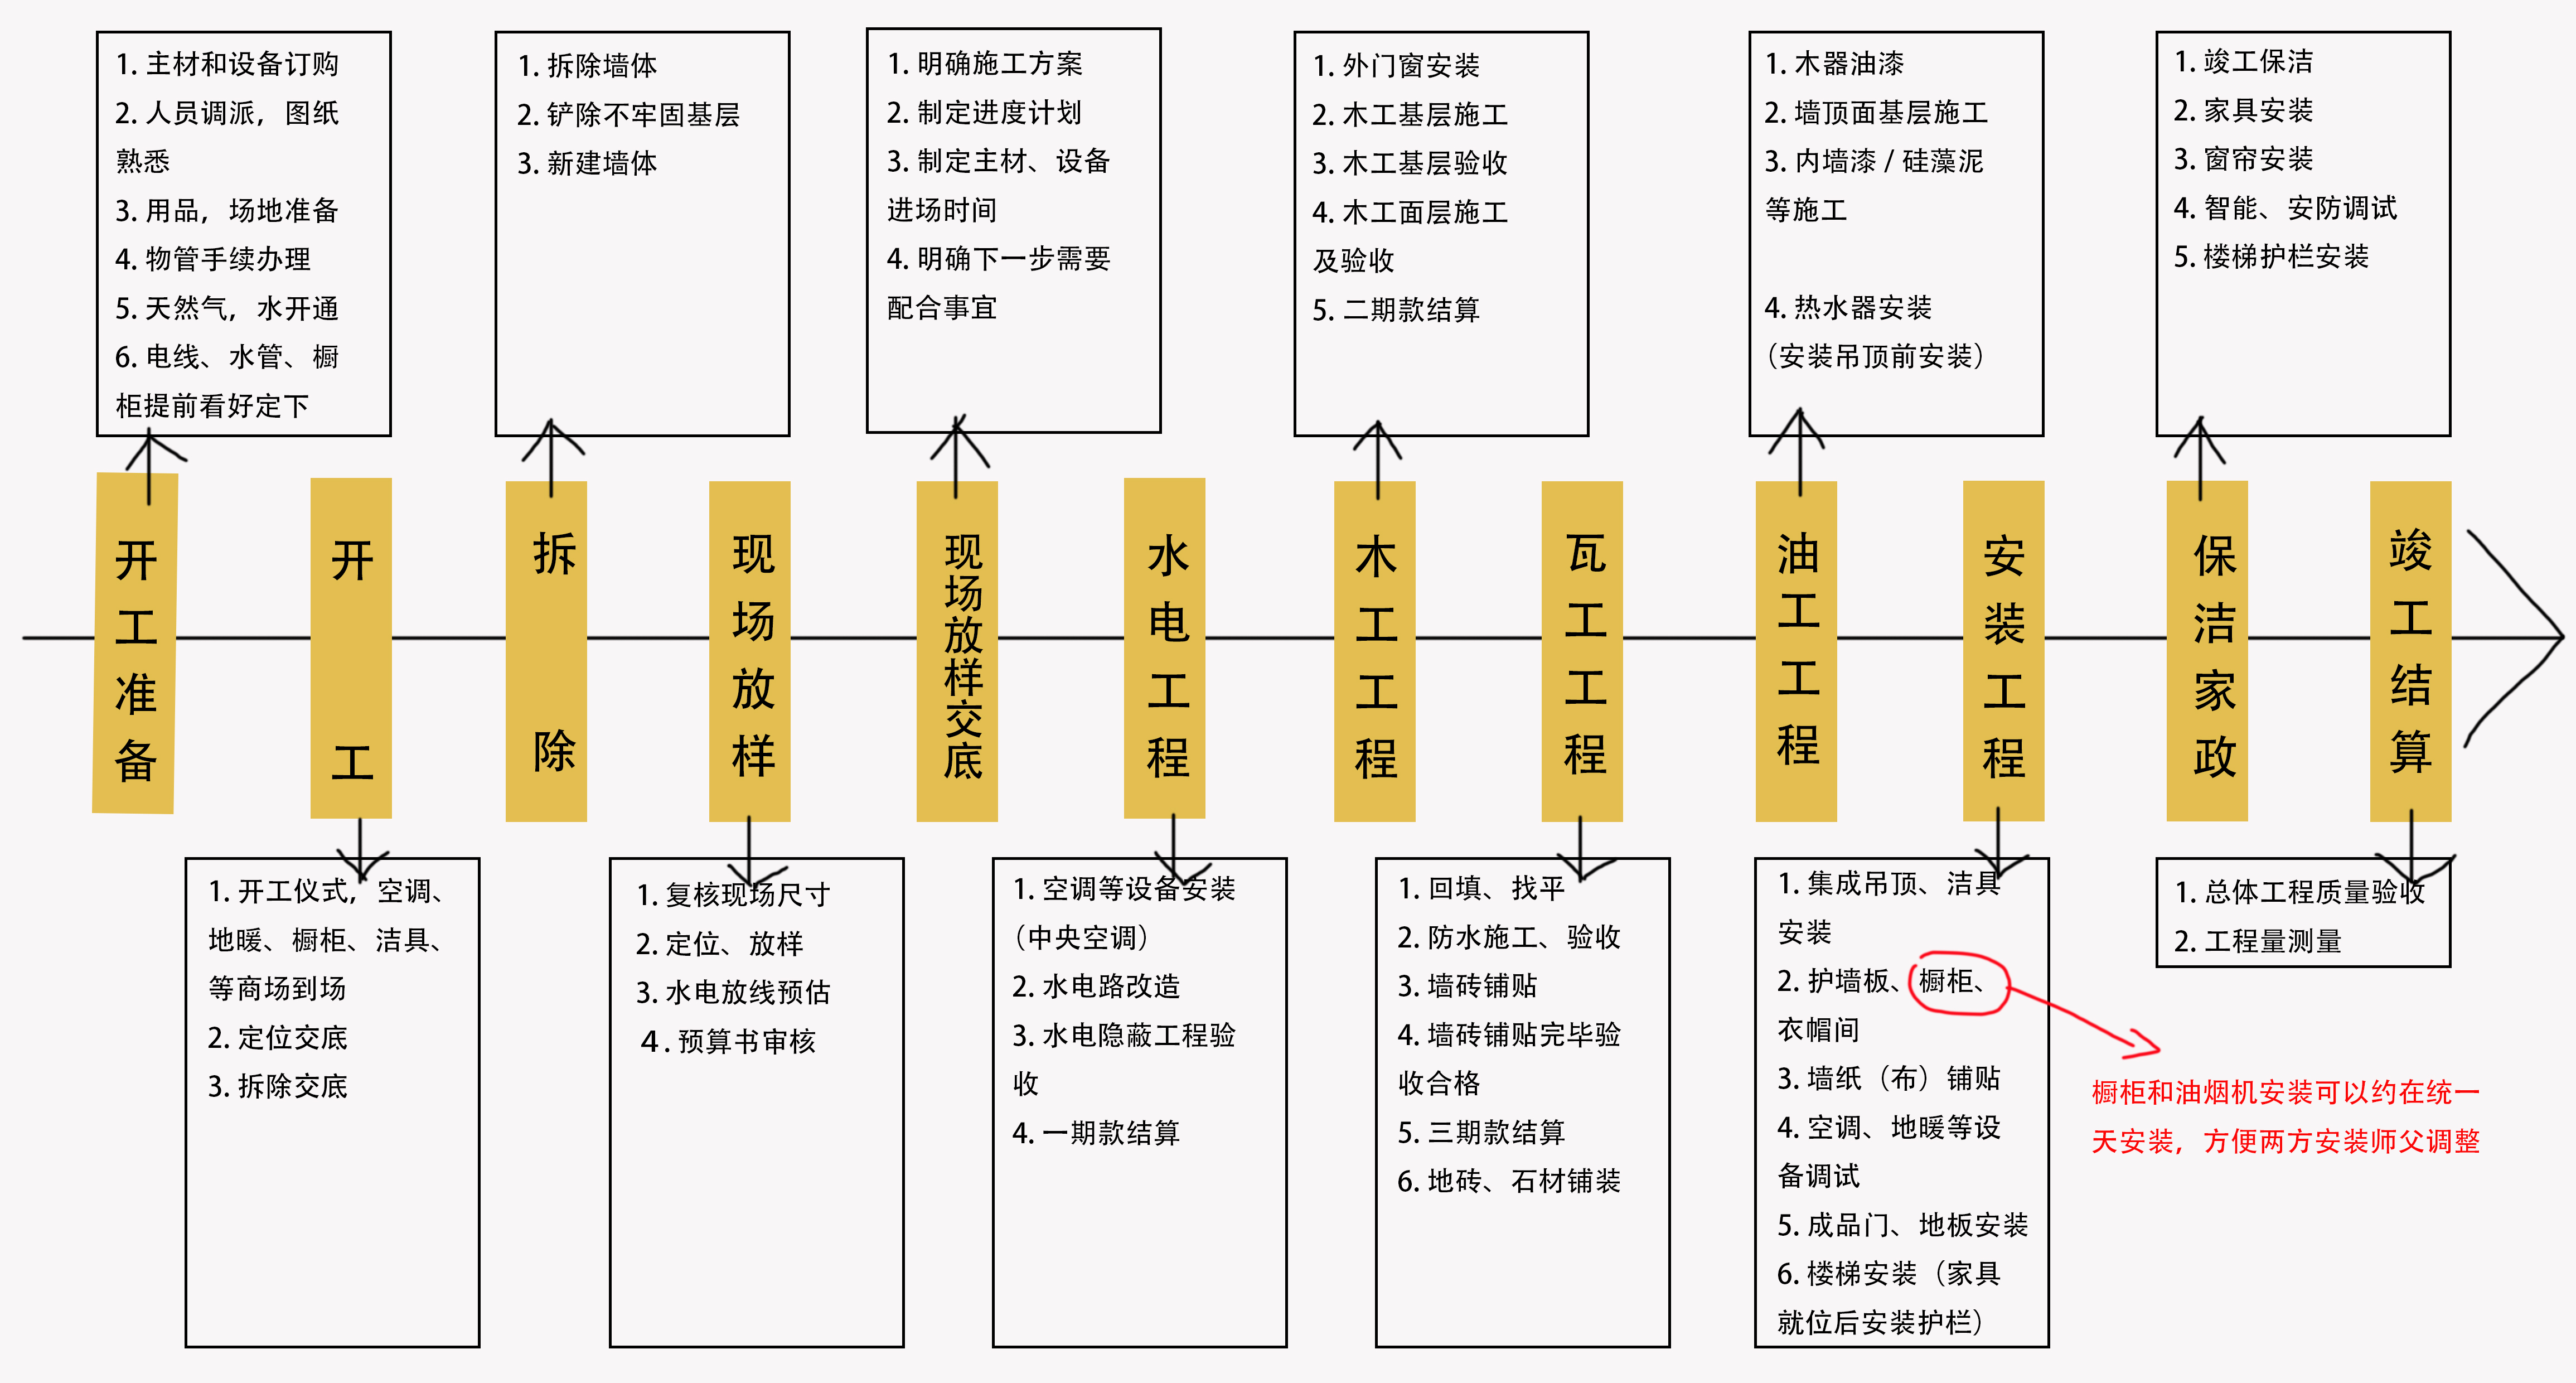 1. 主材和设备订购
2. 人员调派，图纸
熟悉
3. 用品，场地准备
4. 物管手续办理
5. 天然气，水开通
6. 电线、水管、橱
柜提前看好定下
1. 拆除墙体
2. 铲除不牢固基层
3. 新建墙体
1. 明确施工方案
2. 制定进度计划
3. 制定主材、设备
进场时间
4. 明确下一步需要
配合事宜
1. 外门窗安装
2. 木工基层施工
3. 木工基层验收
4. 木工面层施工
及验收
5. 二期款结算
1. 木器油漆
2. 墙顶面基层施工
3. 内墙漆 / 硅藻泥
等施工
4. 热水器安装
（安装吊顶前安装）
1. 竣工保洁
2. 家具安装
3. 窗帘安装
4. 智能、安防调试
5. 楼梯护栏安装
开工准备
开工
拆除
现场放样
现场放样交底
水电工程
木工工程
瓦工工程
油工工程
安装工程
保洁家政
竣工结算
1. 开工仪式，空调、
地暖、橱柜、洁具、
等商场到场
2. 定位交底
3. 拆除交底
1. 复核现场尺寸
2. 定位、放样
3. 水电放线预估
4 . 预算书审核
1. 空调等设备安装
（中央空调）
2. 水电路改造
3. 水电隐蔽工程验
收
4. 一期款结算
1. 回填、找平
2. 防水施工、验收
3. 墙砖铺贴
4. 墙砖铺贴完毕验
收合格
5. 三期款结算
6. 地砖、石材铺装
1. 集成吊顶、洁具
安装
2. 护墙板、橱柜、
衣帽间
3. 墙纸（布）铺贴
4. 空调、地暖等设
备调试
5. 成品门、地板安装
6. 楼梯安装（家具
就位后安装护栏）
1. 总体工程质量验收
2. 工程量测量
橱柜和油烟机安装可以约在统一
天安装，方便两方安装师父调整